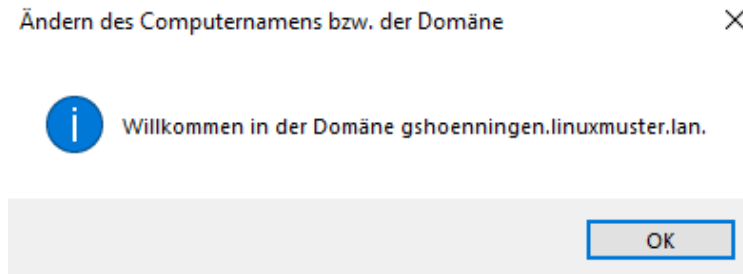 Ändern des Computernamens bzw. der Domäne
Willkommen in der Domäne gshoenningen.linuxmuster.lan.
OK